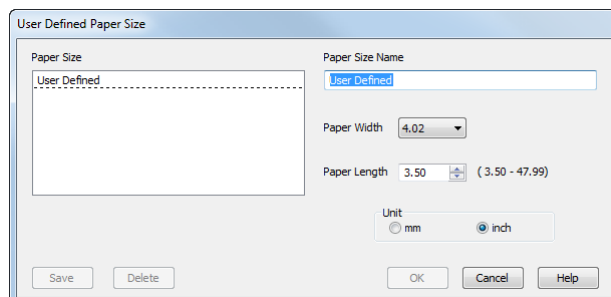 User Defined Paper Size
Paper Size
Paper Size Name
User Defined
User Defined
Paper Width 4.02
Paper Length 3.50 ( 3.50 - 47.99)
Unit
mm inch
Save Delete OK Cancel Help